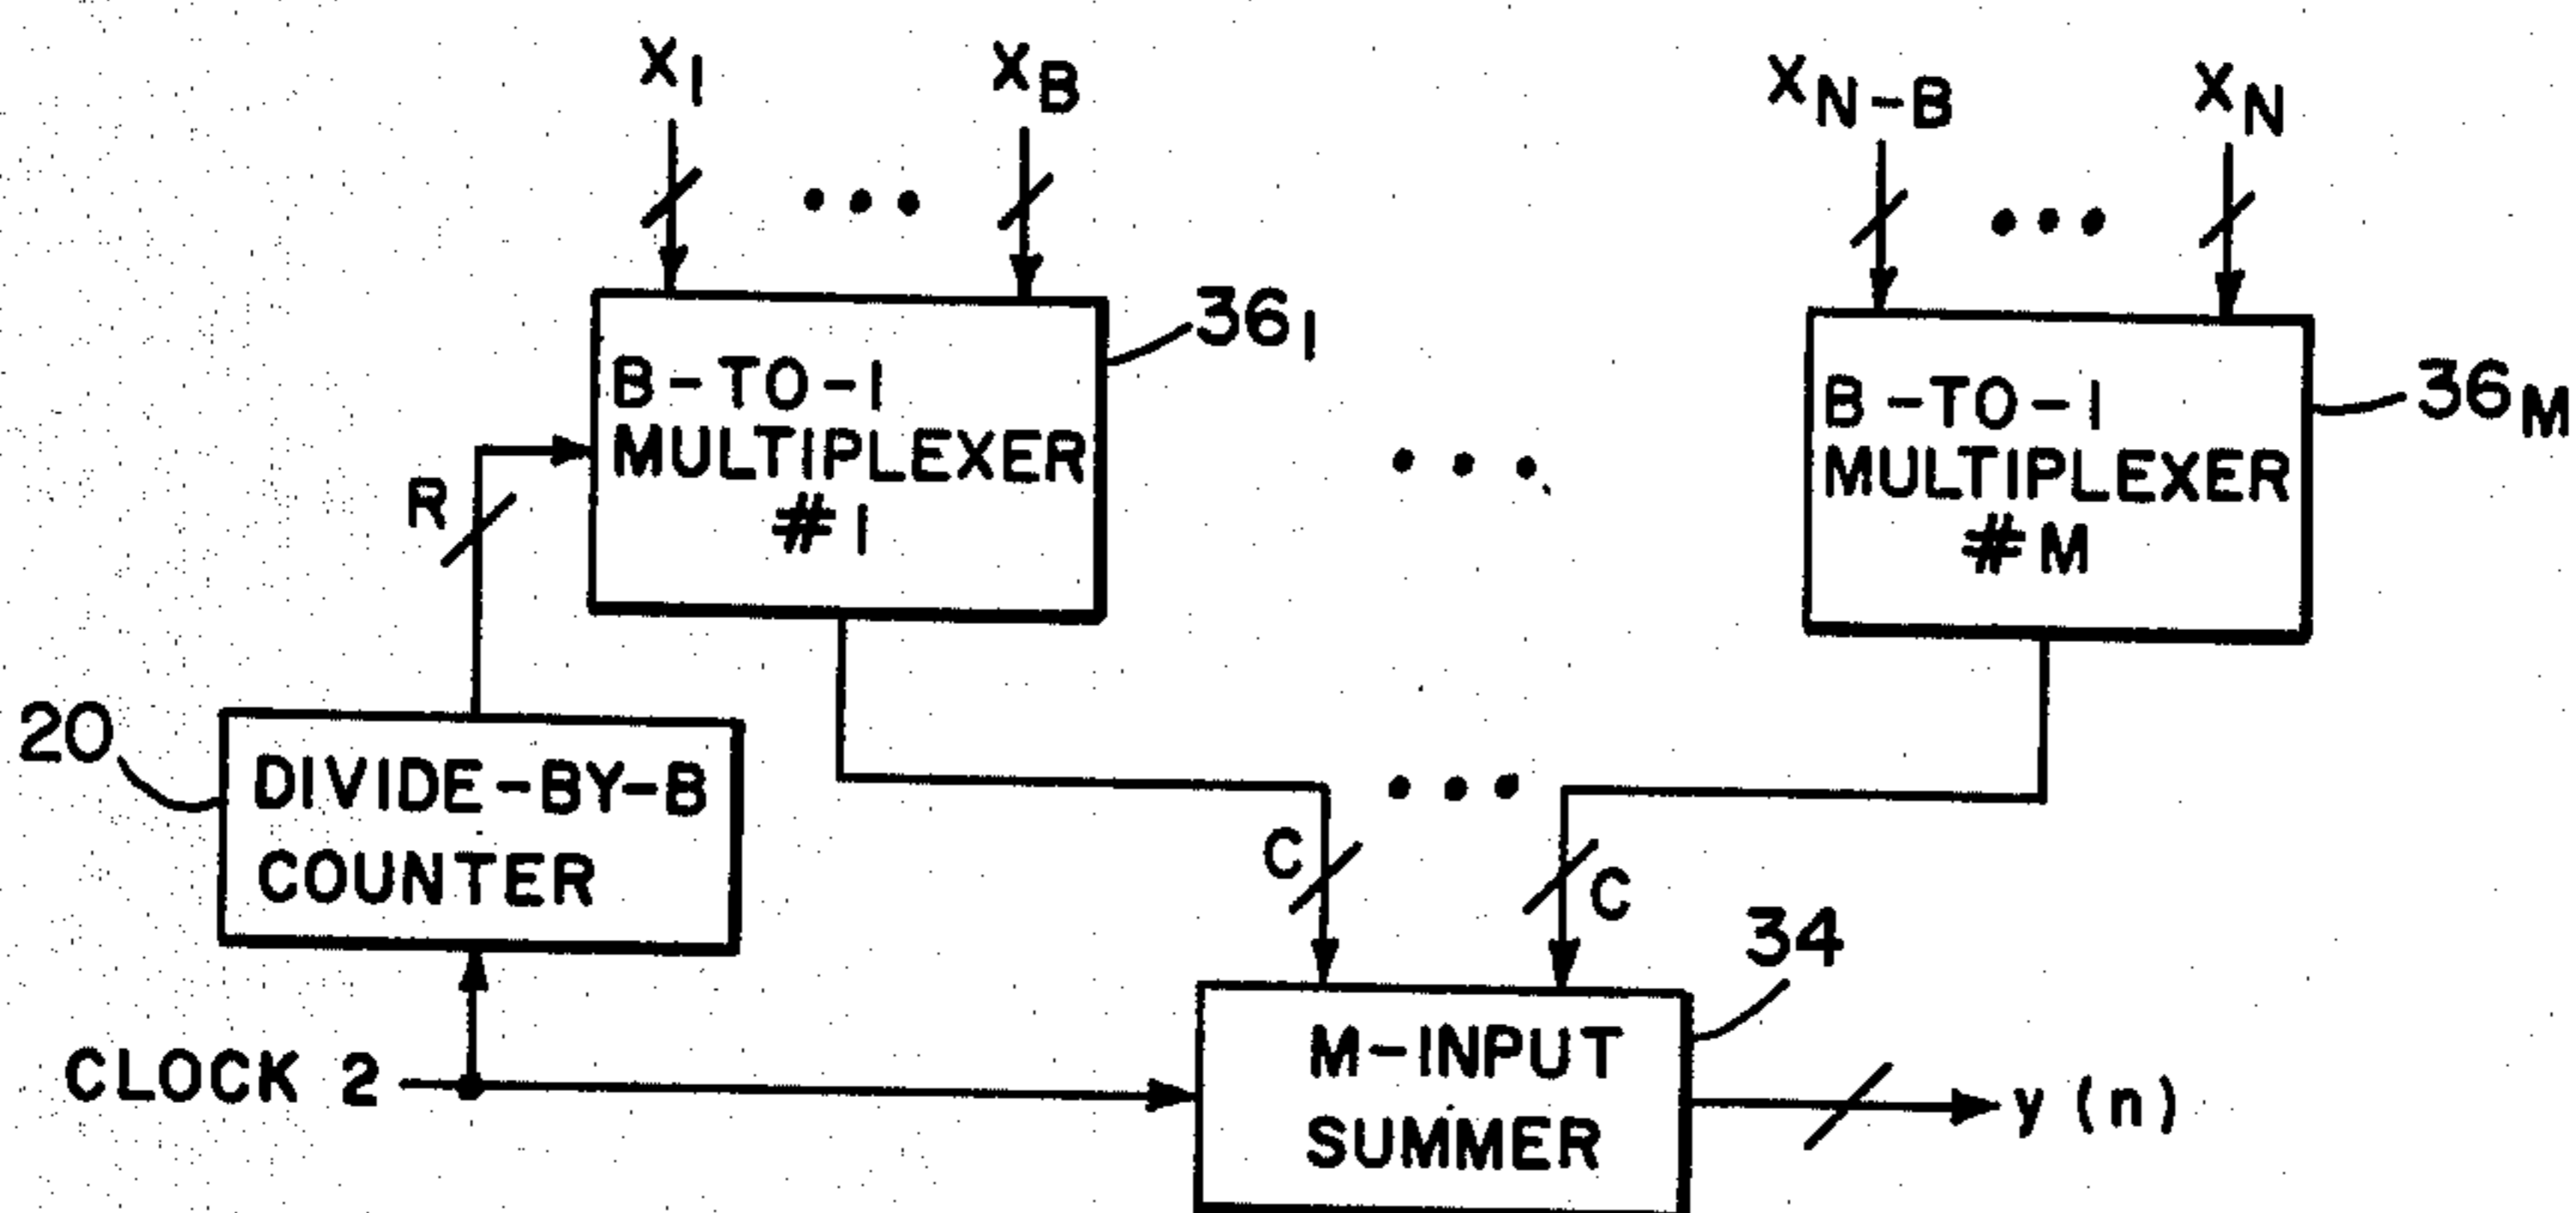 X1 XB XN-B XN
361
B-TO-1
MULTIPLEXER
#1
B-TO-1
MULTIPLEXER
#M
36M
R
20
DIVIDE-BY-B
COUNTER
C
C
34
CLOCK 2
M-INPUT
SUMMER
y(n)